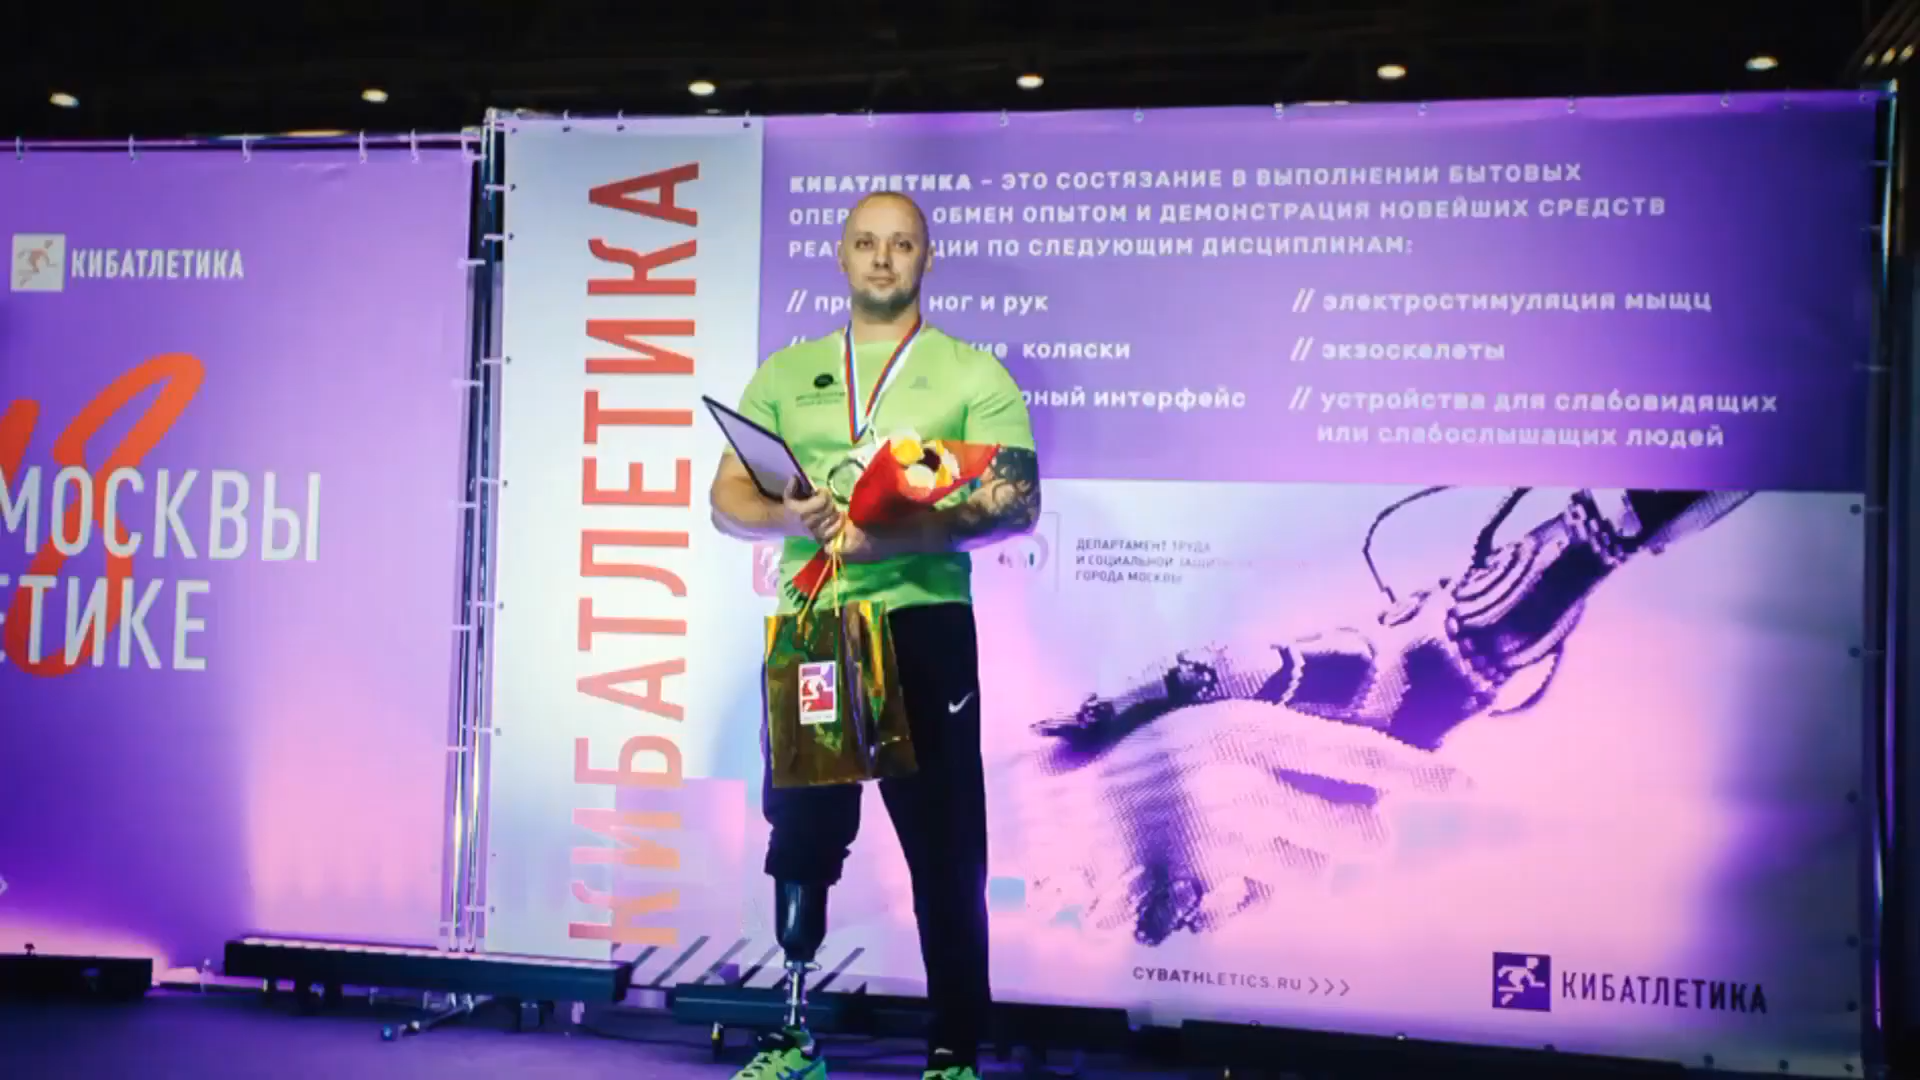 КИБАТЛЕТИКА
МОСКВЫ
ЕТИКЕ
КИБАТЛЕТИКА
КИБАТЛЕТИКА – ЭТО СОСТЯЗАНИЕ В ВЫПОЛНЕНИИ БЫТОВЫХ
ОБМЕН ОПЫТОМ И ДЕМОНСТРАЦИЯ НОВЕЙШИХ СРЕДСТВ
ПО СЛЕДУЮЩИМ ДИСЦИПЛИНАМ:
// ног и рук
коляски
интерфейс
// электростимуляция мышц
// экзоскелеты
// устройства для слабовидящих
или слабослышащих людей
ДЕПАРТАМЕНТ ТРУДА
И СОЦИАЛЬНОЙ ЗАЩИТЫ
ГОРОДА МОСКВЫ
CYBATHLETICS.RU >>>
КИБАТЛЕТИКА